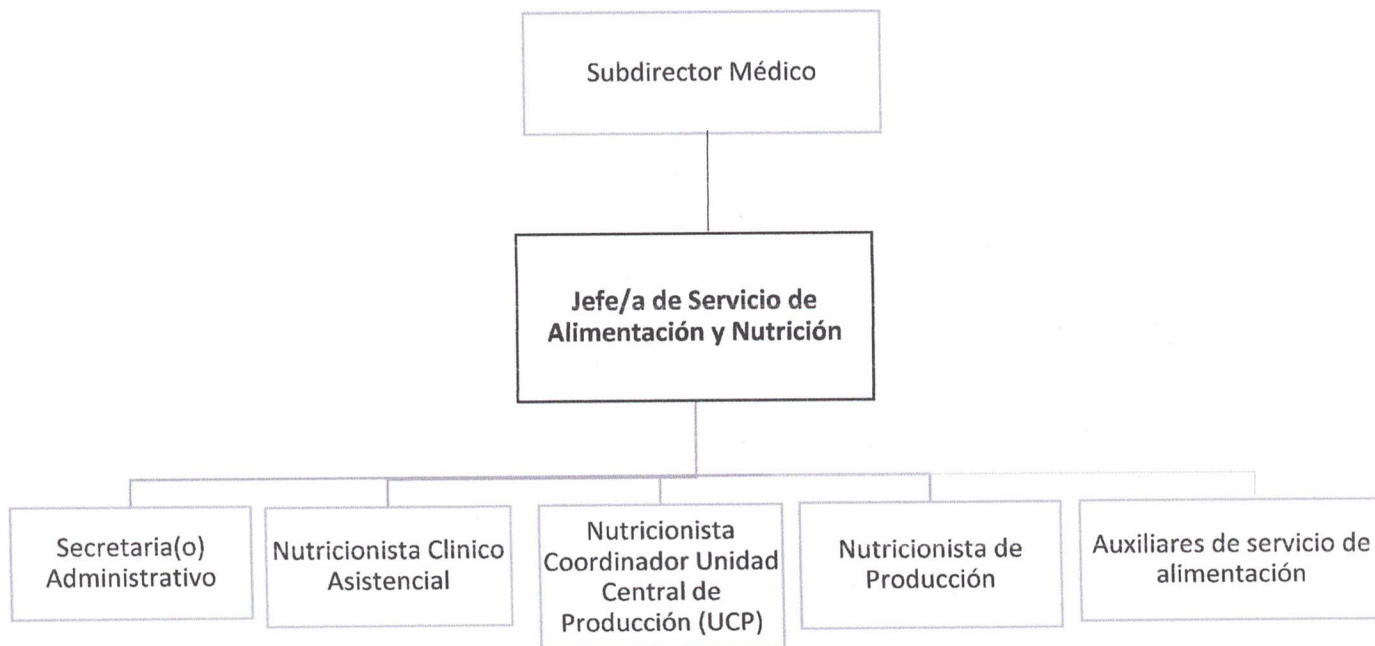 Subdirector Médico
Jefe/a de Servicio de
Alimentación y Nutrición
Secretaria(o)
Administrativo
Nutricionista Clinico
Asistencial
Nutricionista
Coordinador Unidad
Central de
Producción (UCP)
Nutricionista de
Producción
Auxiliares de servicio de
alimentación